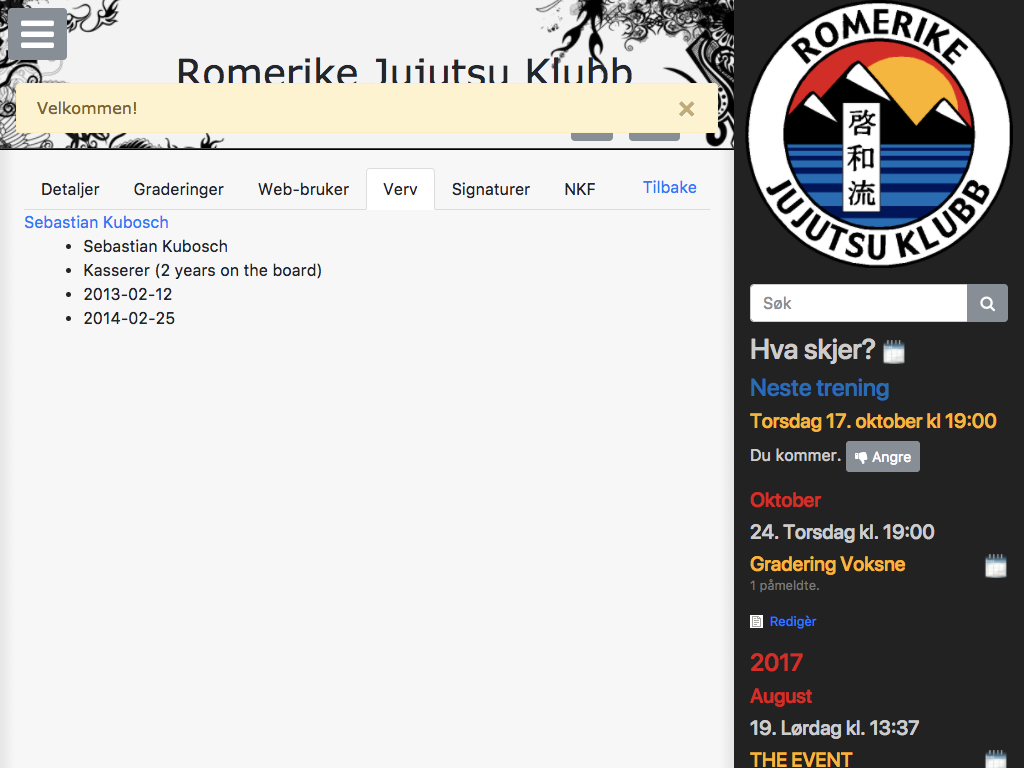 Romerike Jujutsu Klubb
Velkommen!
×
Detaljer
Graderinger
Web-bruker
Verv
Signaturer
NKF
Tilbake
Sebastian Kubosch
Sebastian Kubosch
Kasserer (2 years on the board)
2013-02-12
2014-02-25
ROMERIKE
啓和流
JUJUTSU KLUBB
Søk
Hva skjer?
Neste trening
Torsdag 17. oktober kl 19:00
Du kommer. Angre
Oktober
24. Torsdag kl. 19:00
Gradering Voksne
1 påmeldte.
Redigèr
2017
August
19. Lørdag kl. 13:37
THE EVENT